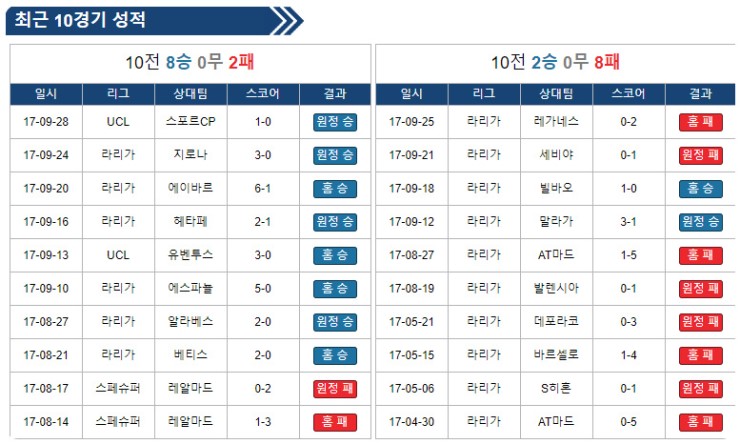 최근 10경기 성적
10전 8승 0무 2패
일시 리그 상대팀 스코어 결과
17-09-28 UCL 스포르CP 1-0 원정 승
17-09-24 라리가 지로나 3-0 원정 승
17-09-20 라리가 에이바르 6-1 홈 승
17-09-16 라리가 헤타페 2-1 원정 승
17-09-13 UCL 유벤투스 3-0 홈 승
17-09-10 라리가 에스파뇰 5-0 홈 승
17-08-27 라리가 알라베스 2-0 원정 승
17-08-21 라리가 베티스 2-0 홈 승
17-08-17 스페슈퍼 레알마드 0-2 원정 패
17-08-14 스페슈퍼 레알마드 1-3 홈 패
10전 2승 0무 8패
일시 리그 상대팀 스코어 결과
17-09-25 라리가 레가네스 0-2 홈 패
17-09-21 라리가 세비야 0-1 원정 패
17-09-18 라리가 빌바오 1-0 홈 승
17-09-12 라리가 말라가 3-1 원정 승
17-08-27 라리가 AT마드 1-5 홈 패
17-08-19 라리가 발렌시아 0-1 원정 패
17-05-21 라리가 데포라코 0-3 원정 패
17-05-15 라리가 바르셀로 1-4 홈 패
17-05-06 라리가 S히혼 0-1 원정 패
17-04-30 라리가 AT마드 0-5 홈 패